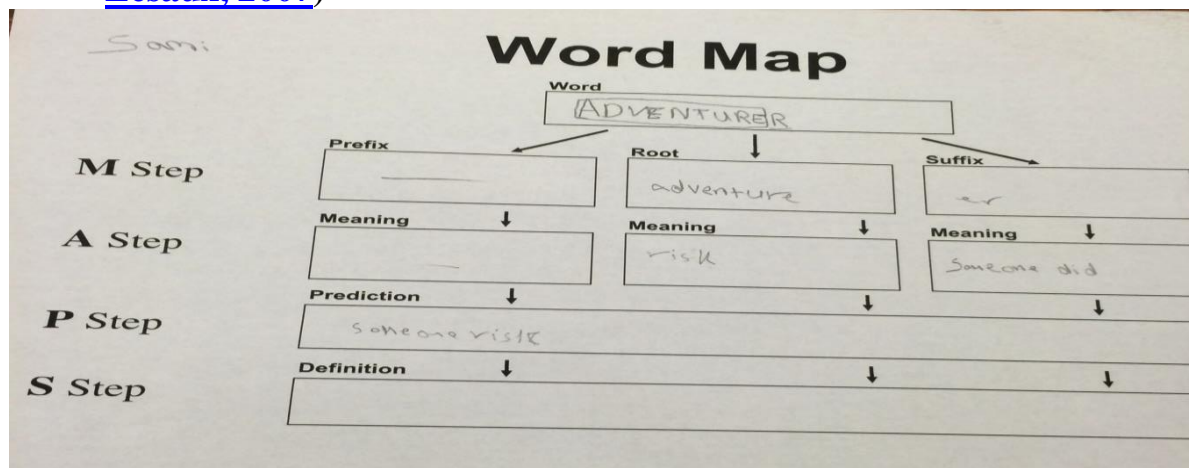 Sami
Word Map
Word
ADVENTURER
M Step
Prefix
Root
adventure
Suffix
er
A Step
Meaning
Meaning
risk
Meaning
Someone did
P Step
Prediction
someone risk
S Step
Definition